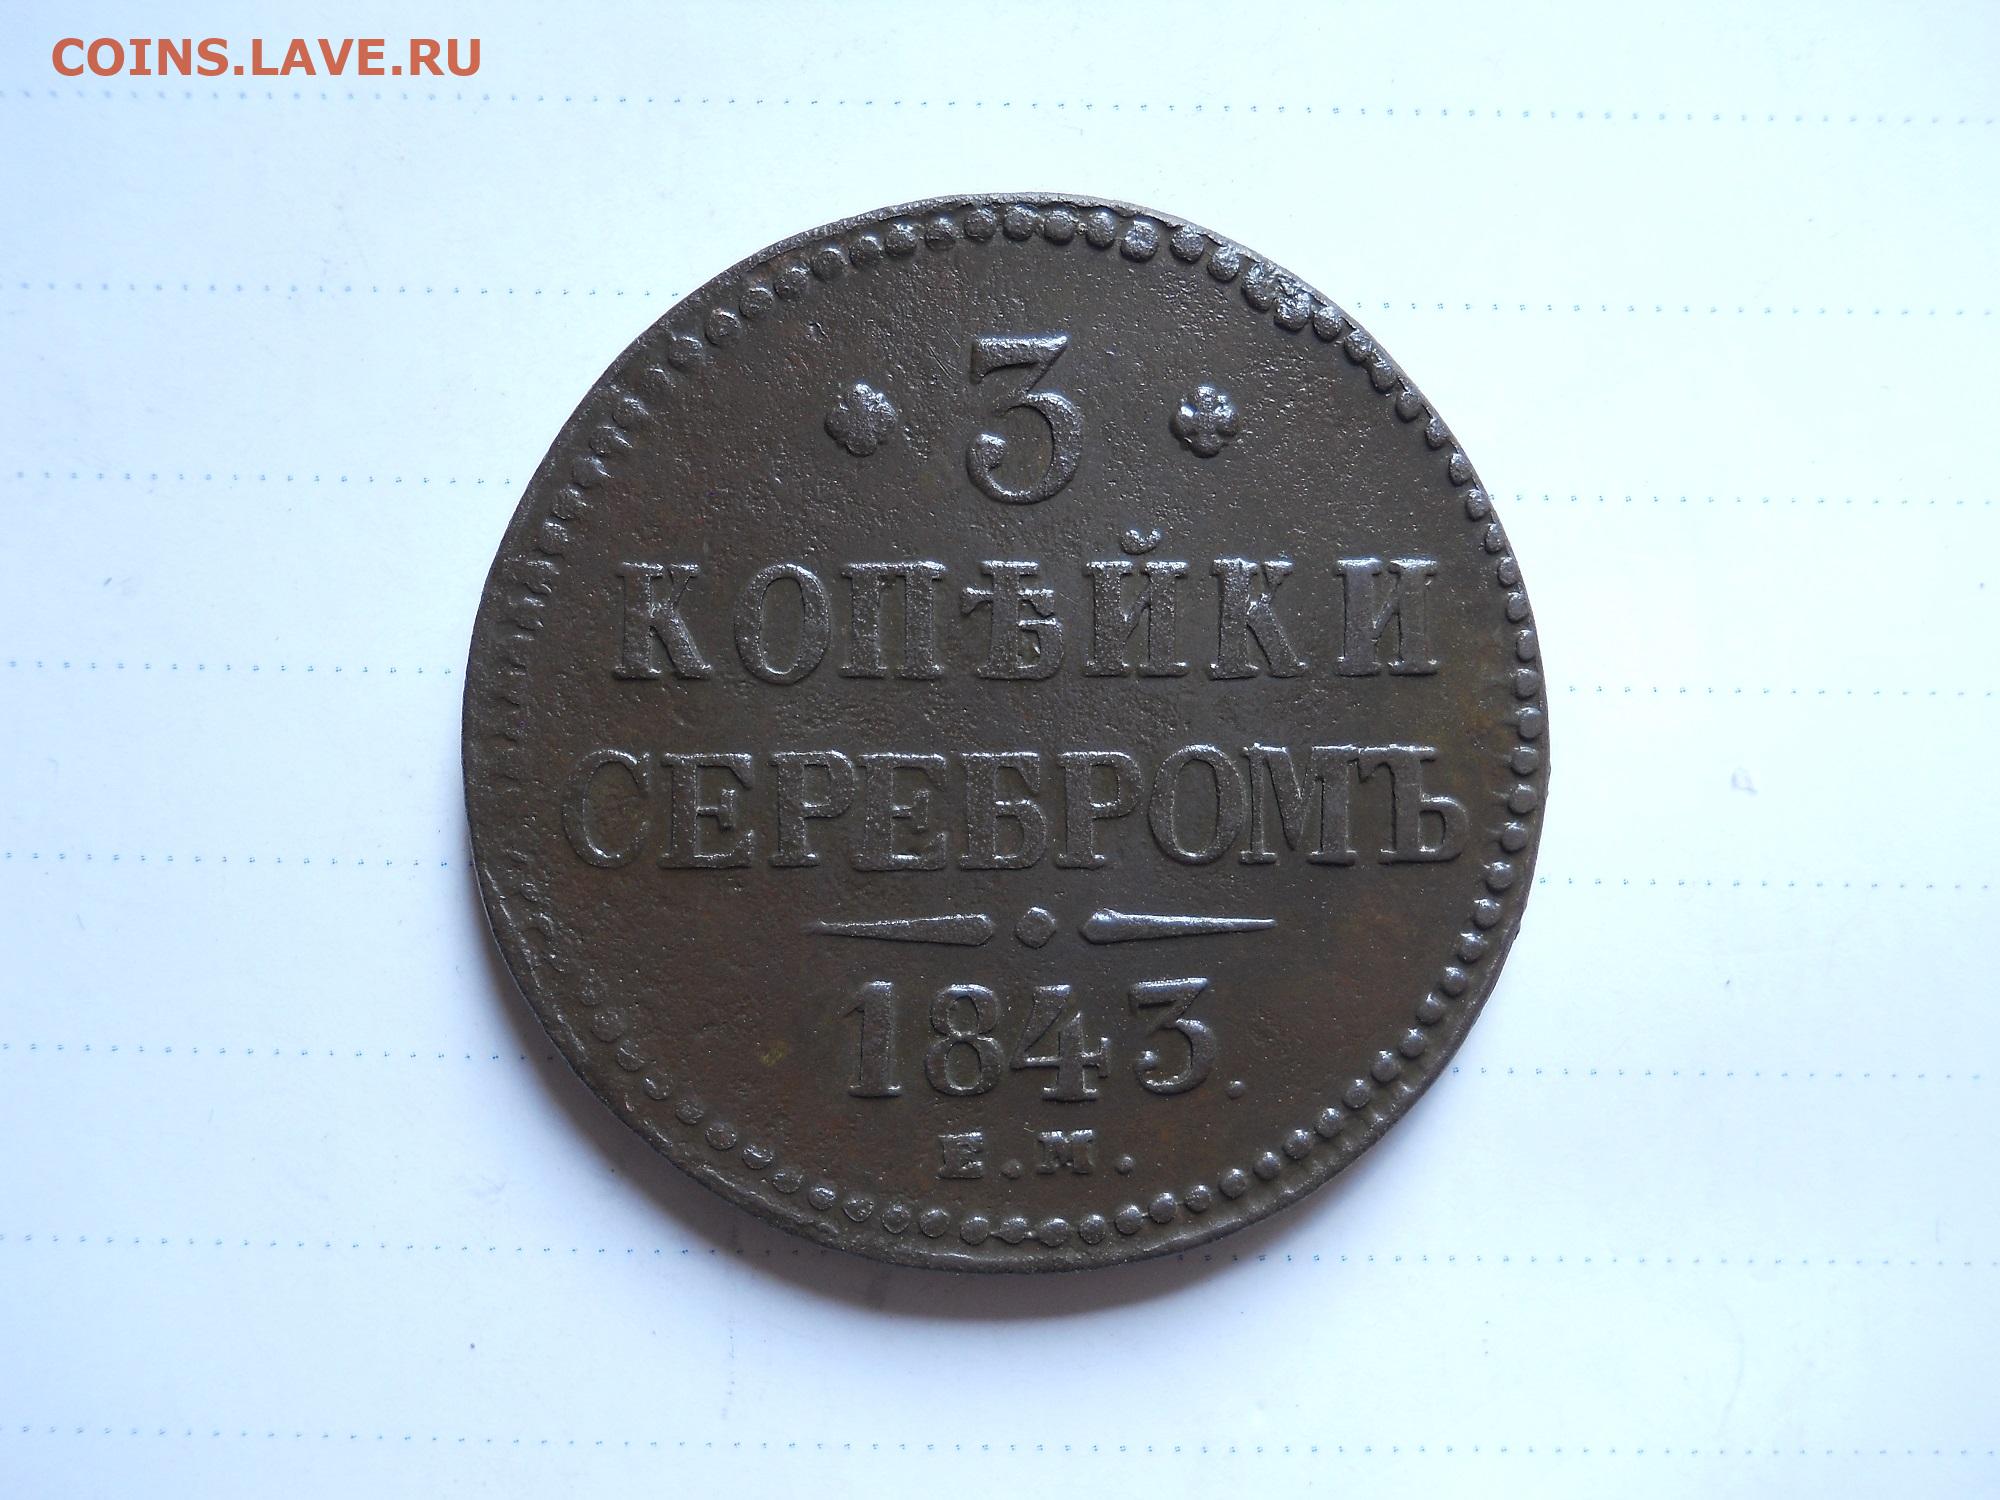 COINS.LAVE.RU
3
КОПѢЙКИ
СЕРЕБРОМЪ
1843.
Е.М.